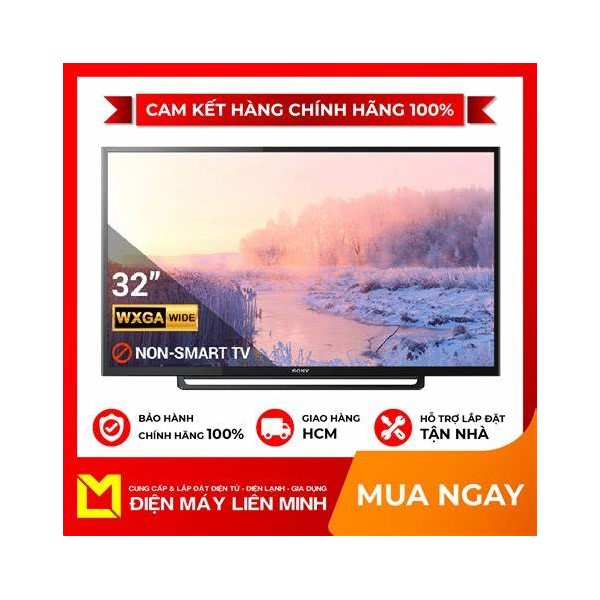 CAM KẾT HÀNG CHÍNH HÃNG 100%
32”
WXGA WIDE
NON-SMART TV
SONY
BẢO HÀNH
CHÍNH HÃNG 100%
GIAO HÀNG
HCM
HỖ TRỢ LẮP ĐẶT
TẬN NHÀ
CUNG CẤP & LẮP ĐẶT ĐIỆN TỬ - ĐIỆN LẠNH - GIA DỤNG
ĐIỆN MÁY LIÊN MINH
MUA NGAY